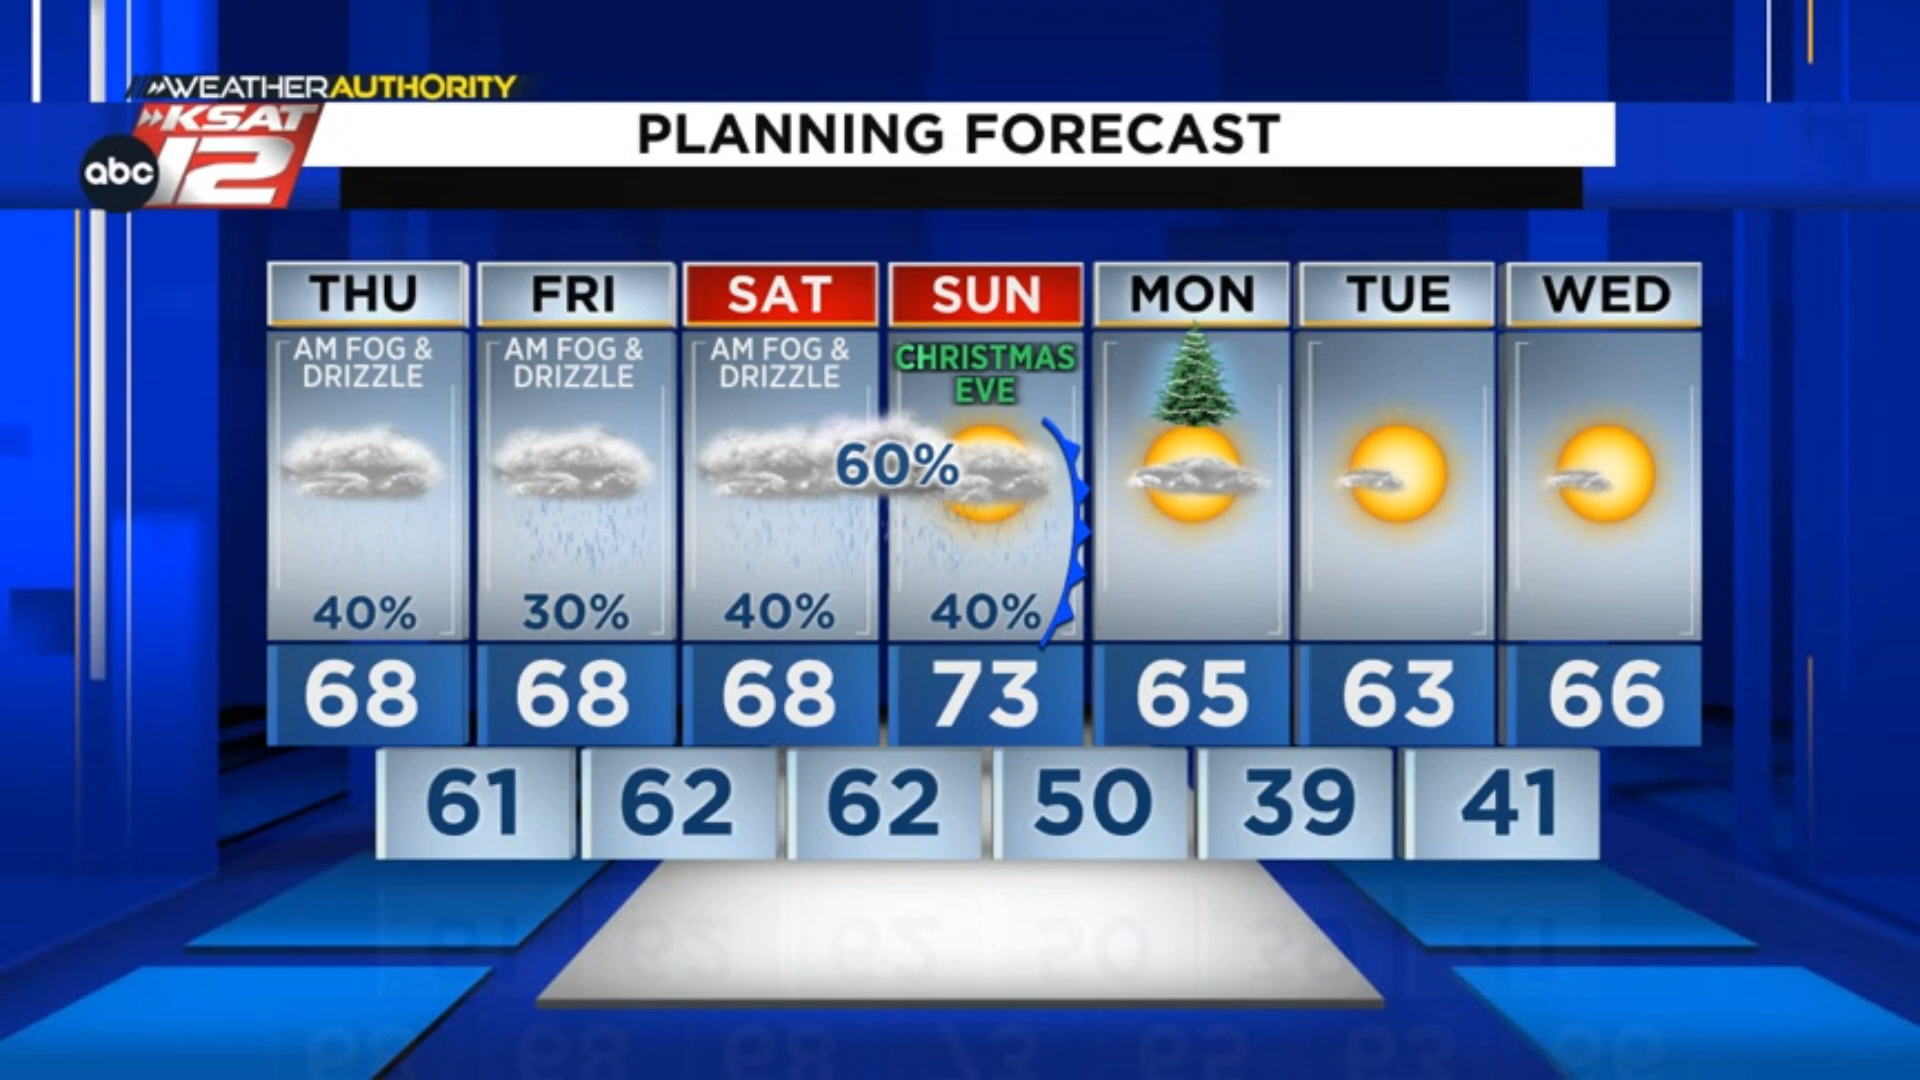 WEATHERAUTHORITY
KSAT
abc
12
PLANNING FORECAST
THU
FRI
SAT
SUN
MON
TUE
WED
AM FOG &
DRIZZLE
AM FOG &
DRIZZLE
AM FOG &
DRIZZLE
CHRISTMAS
EVE
60%
40%
30%
40%
40%
68
68
68
73
65
63
66
61
62
62
50
39
41